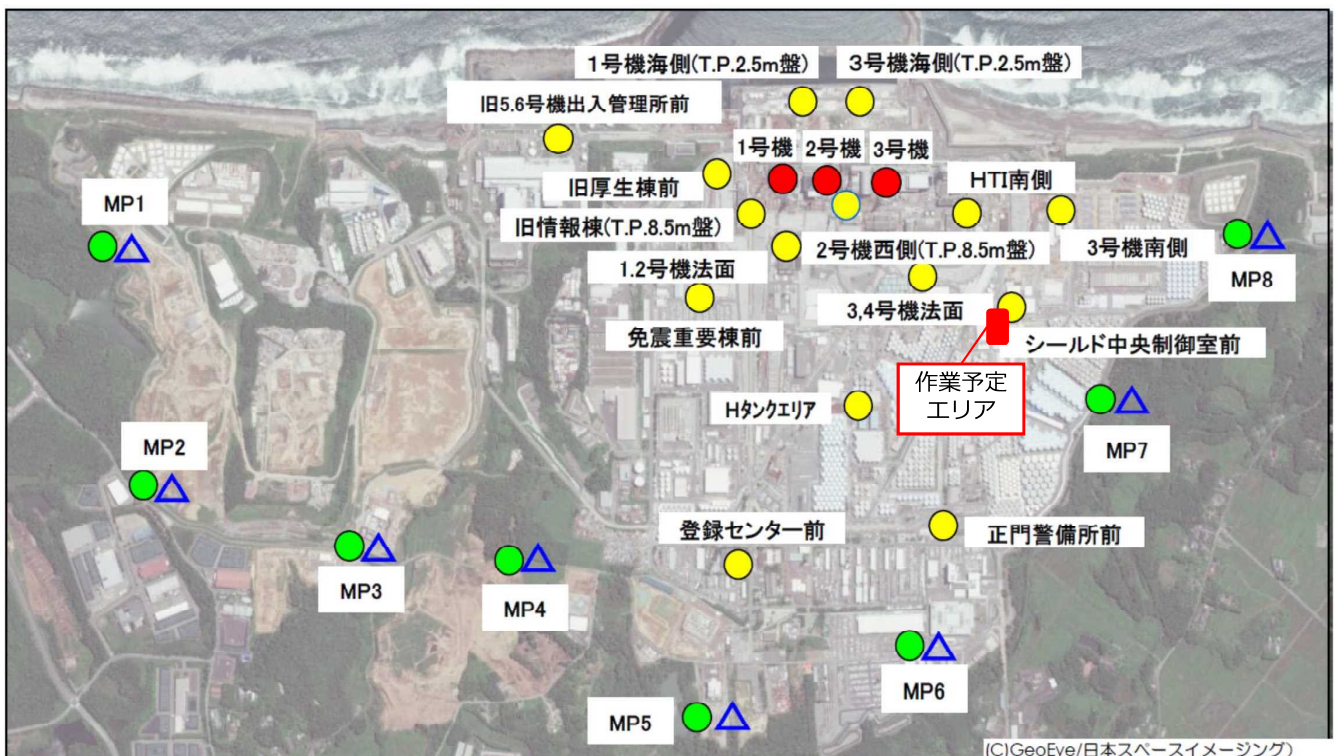 1号機海側(T.P.2.5m盤)
3号機海側(T.P.2.5m盤)
旧5.6号機出入管理所前
1号機
2号機
3号機
旧厚生棟前
HTI南側
MP1
旧情報棟(T.P.8.5m盤)
2号機西側(T.P.8.5m盤)
3号機南側
1.2号機法面
MP8
3,4号機法面
免震重要棟前
シールド中央制御室前
作業予定
エリア
Hタンクエリア
MP7
MP2
登録センター前
正門警備所前
MP3
MP4
MP6
MP5
(C)GeoEye/日本スペースイメージング)